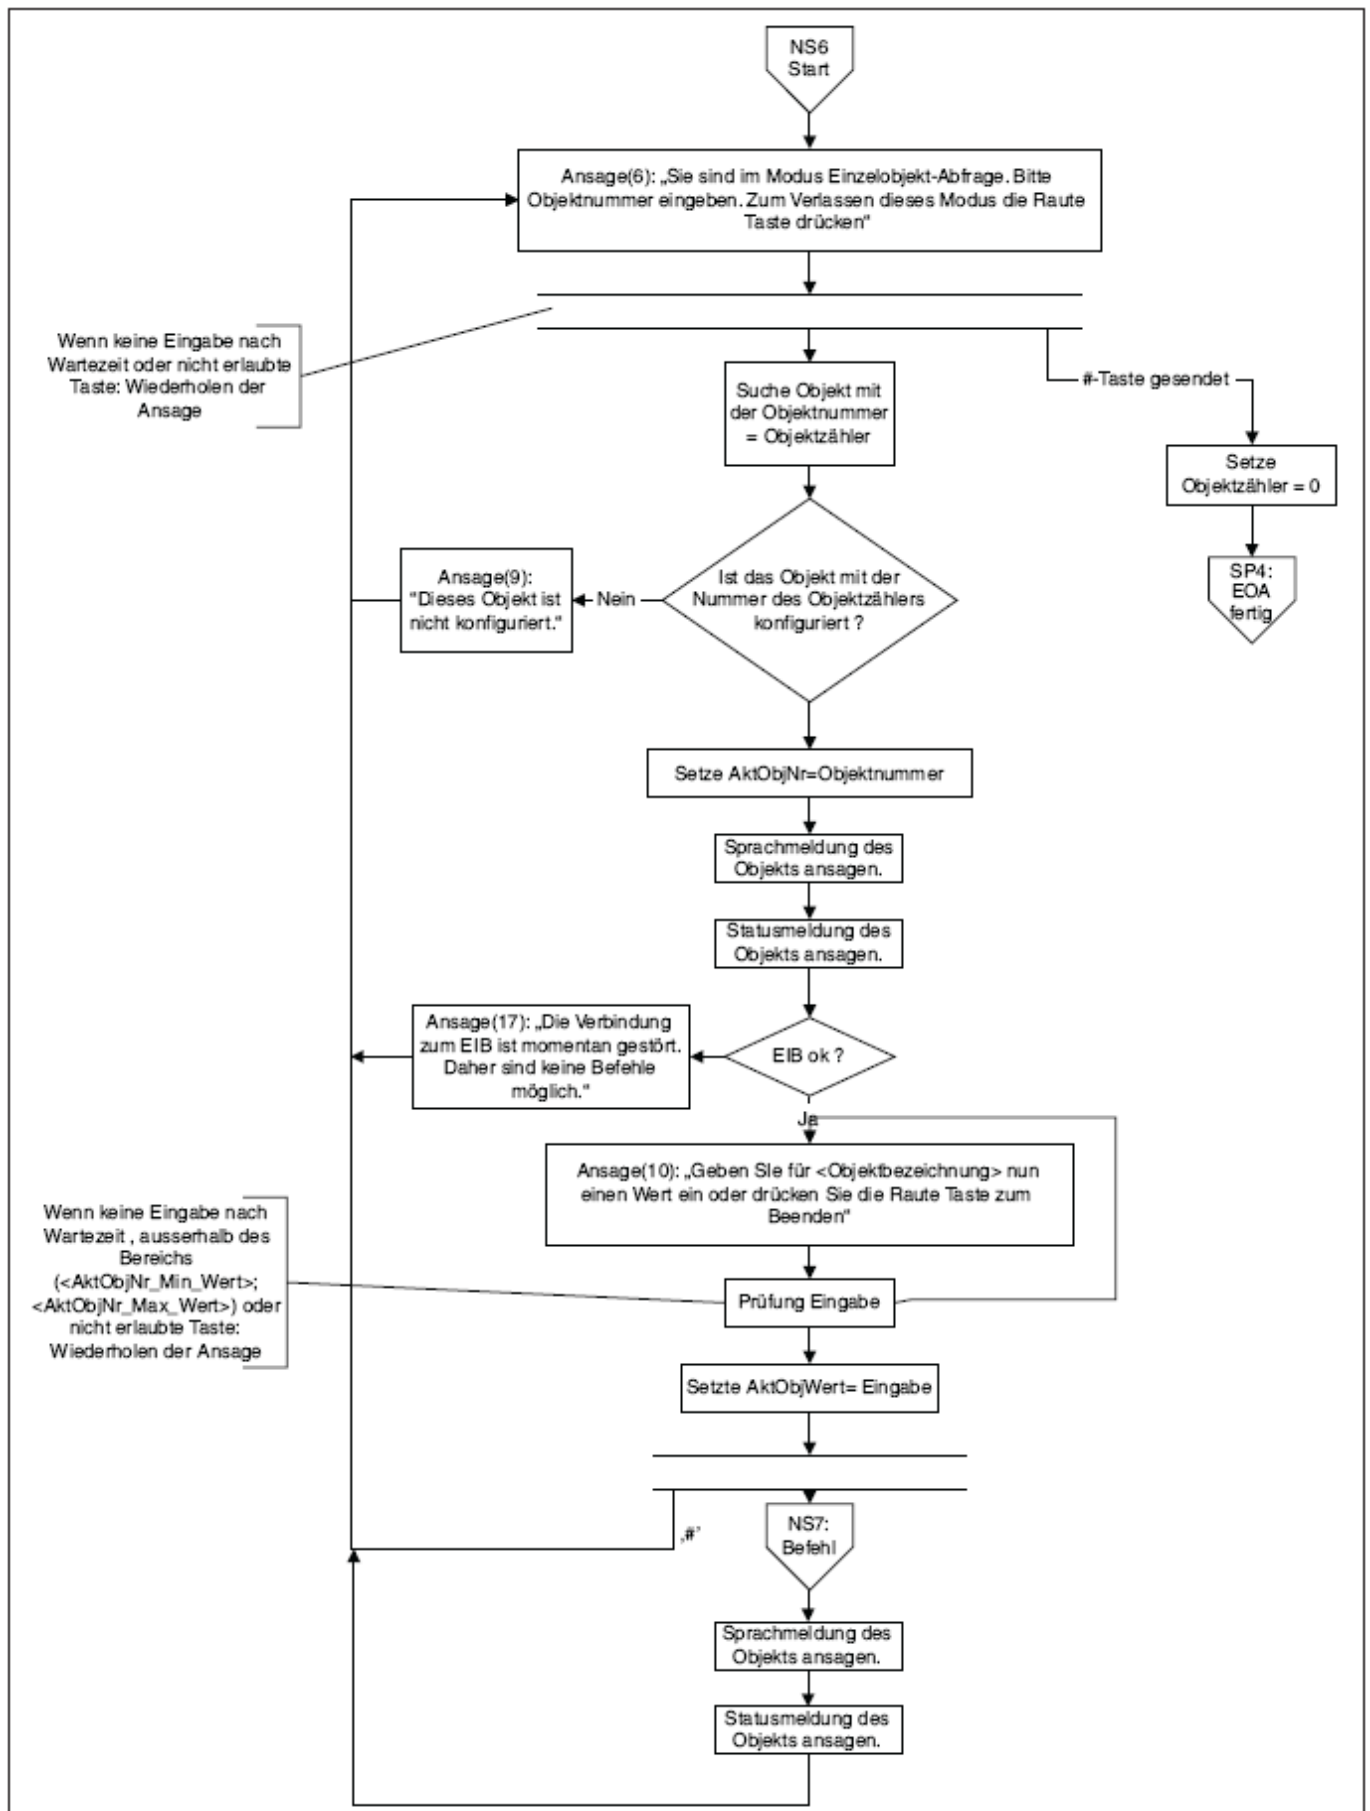 NS6
Start
Ansage(6): „Sie sind im Modus Einzelobjekt-Abfrage. Bitte
Objektnummer eingeben. Zum Verlassen dieses Modus die Raute
Taste drücken“
Wenn keine Eingabe nach
Wartezeit oder nicht erlaubte
Taste: Wiederholen der
Ansage
#-Taste gesendet
Suche Objekt mit
der Objektnummer
= Objektzähler
Setze
Objektzähler = 0
SP4:
EOA
fertig
Ist das Objekt mit der
Nummer des Objektzählers
konfiguriert ?
Nein
Ansage(9):
"Dieses Objekt ist
nicht konfiguriert.“
Setze AktObjNr=Objektnummer
Sprachmeldung des
Objekts ansagen.
Statusmeldung des
Objekts ansagen.
EIB ok ?
Ansage(17): „Die Verbindung
zum EIB ist momentan gestört.
Daher sind keine Befehle
möglich.“
Ja
Ansage(10): „Geben SIe für <Objektbezeichnung> nun
einen Wert ein oder drücken Sie die Raute Taste zum
Beenden“
Wenn keine Eingabe nach
Wartezeit , ausserhalb des
Bereichs
(<AktObjNr_Min_Wert>;
<AktObjNr_Max_Wert>) oder
nicht erlaubte Taste:
Wiederholen der Ansage
Prüfung Eingabe
Setzte AktObjWert= Eingabe
‚#’
NS7:
Befehl
Sprachmeldung des
Objekts ansagen.
Statusmeldung des
Objekts ansagen.